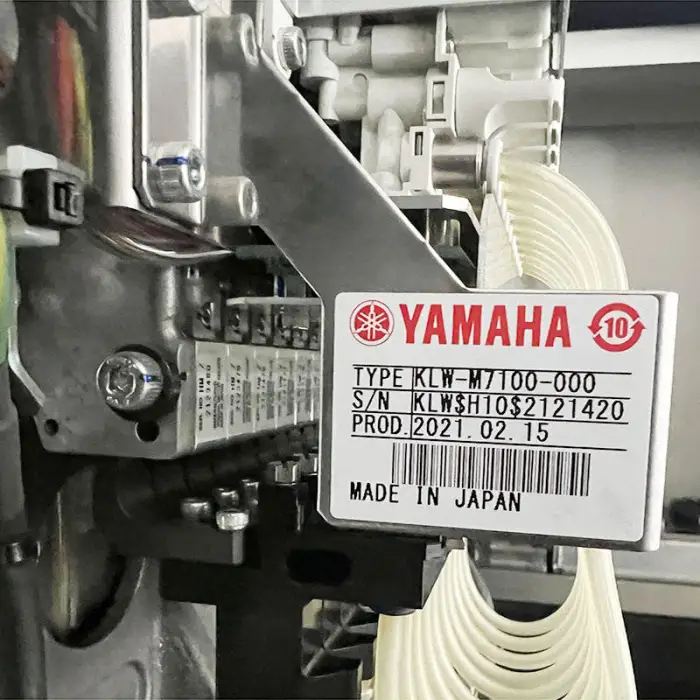 YAMAHA 10
TYPE KLW-M7100-000
S/N KLW$H10$2121420
PROD. 2021.02.15
MADE IN JAPAN